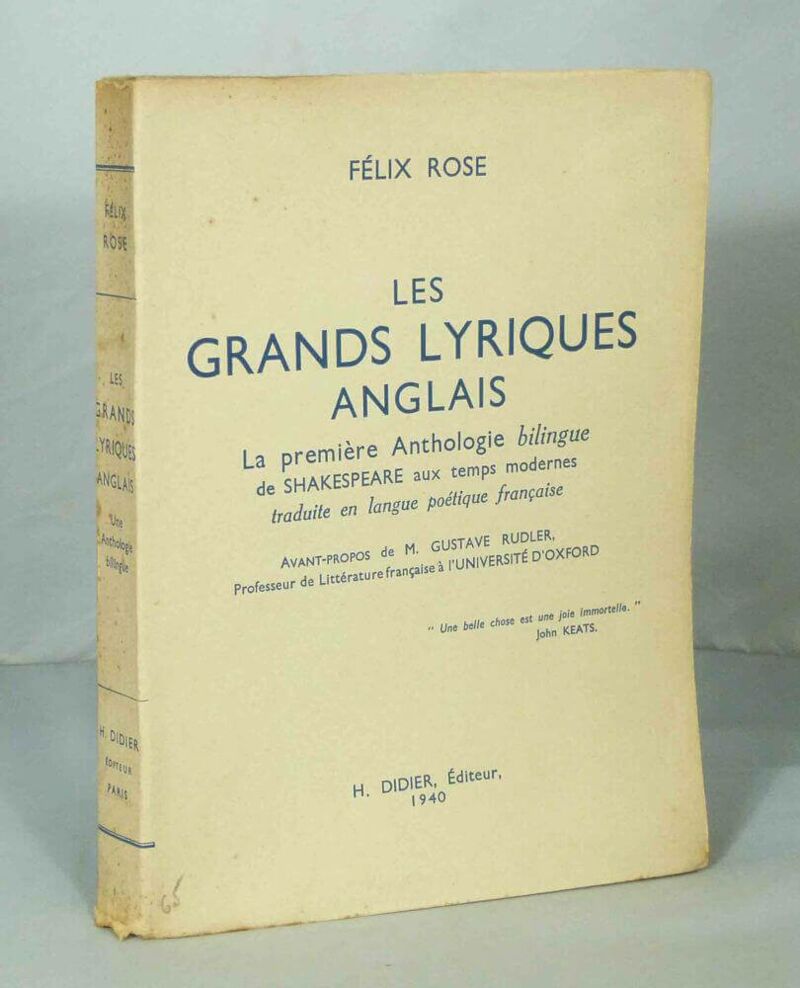 FÉLIX ROSE
LES
GRANDS LYRIQUES
ANGLAIS
La première Anthologie bilingue
de SHAKESPEARE aux temps modernes
traduite en langue poétique française
AVANT-PROPOS de M. GUSTAVE RUDLER,
Professeur de Littérature française à l'UNIVERSITÉ D'OXFORD
" Une belle chose est une joie immortelle. "
John KEATS.
H. DIDIER, Éditeur,
1940
FÉLIX
ROSE
LES
GRANDS
LYRIQUES
ANGLAIS
Une
Anthologie
bilingue
H. DIDIER
ÉDITEUR
PARIS
65